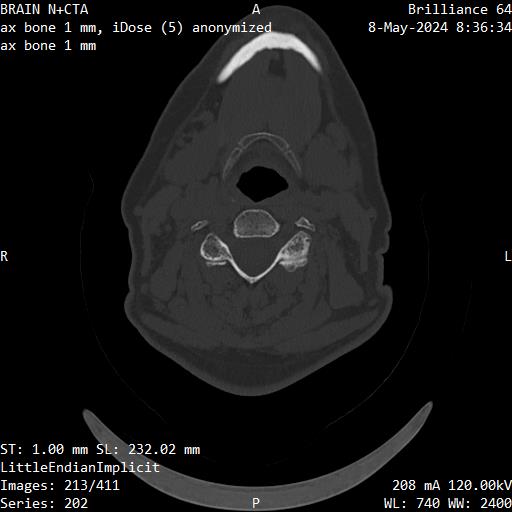 BRAIN N+CTA
A
Brilliance 64
ax bone 1 mm, iDose (5) anonymized
8-May-2024 8:36:34
ax bone 1 mm
R
L
ST: 1.00 mm SL: 232.02 mm
LittleEndianImplicit
Images: 213/411
208 mA 120.00kV
Series: 202
P
WL: 740 WW: 2400